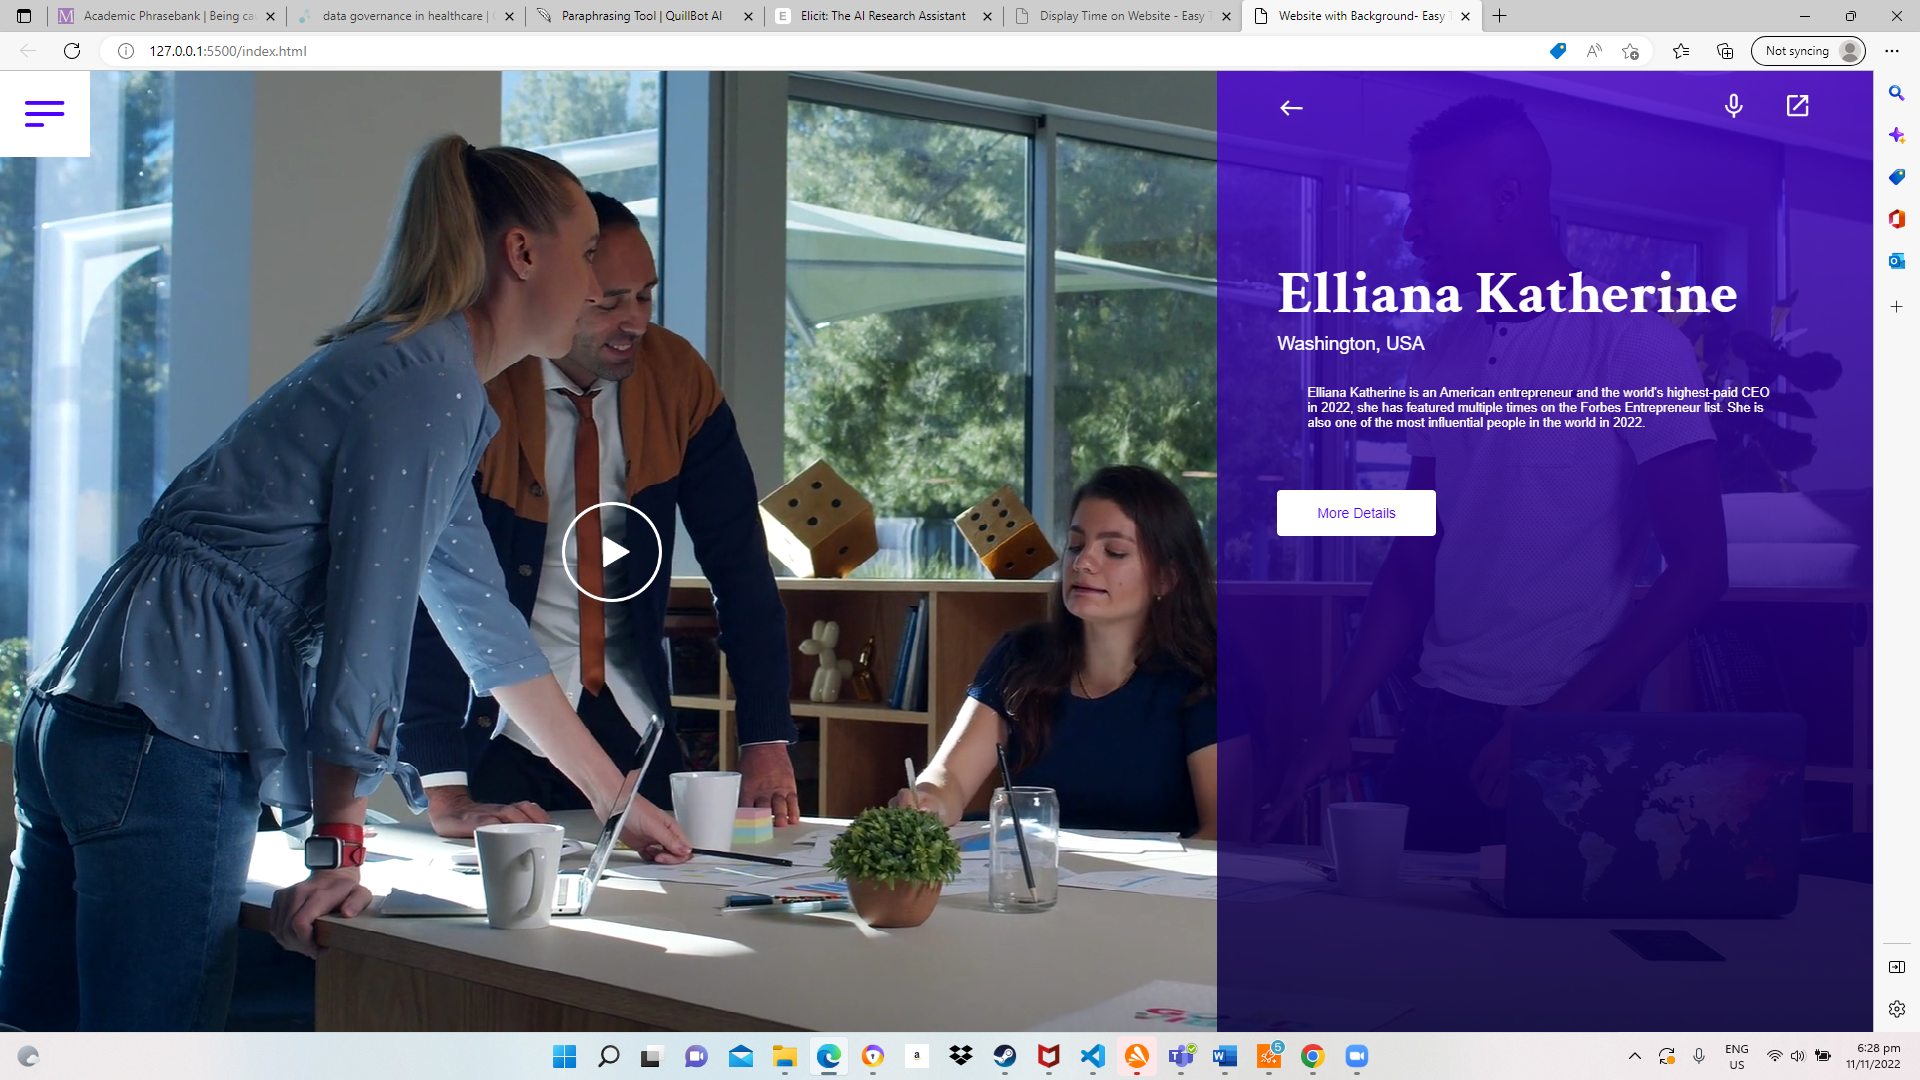 Academic Phrasebank | Being ca
data governance in healthcare |
Paraphrasing Tool | QuillBot AI
Elicit: The AI Research Assistant
Display Time on Website - Easy T
Website with Background- Easy T
127.0.0.1:5500/index.html
Not syncing
Elliana Katherine
Washington, USA
Elliana Katherine is an American entrepreneur and the world's highest-paid CEO
in 2022, she has featured multiple times on the Forbes Entrepreneur list. She is
also one of the most influential people in the world in 2022.
More Details
5
ENG
US
6:28 pm
11/11/2022